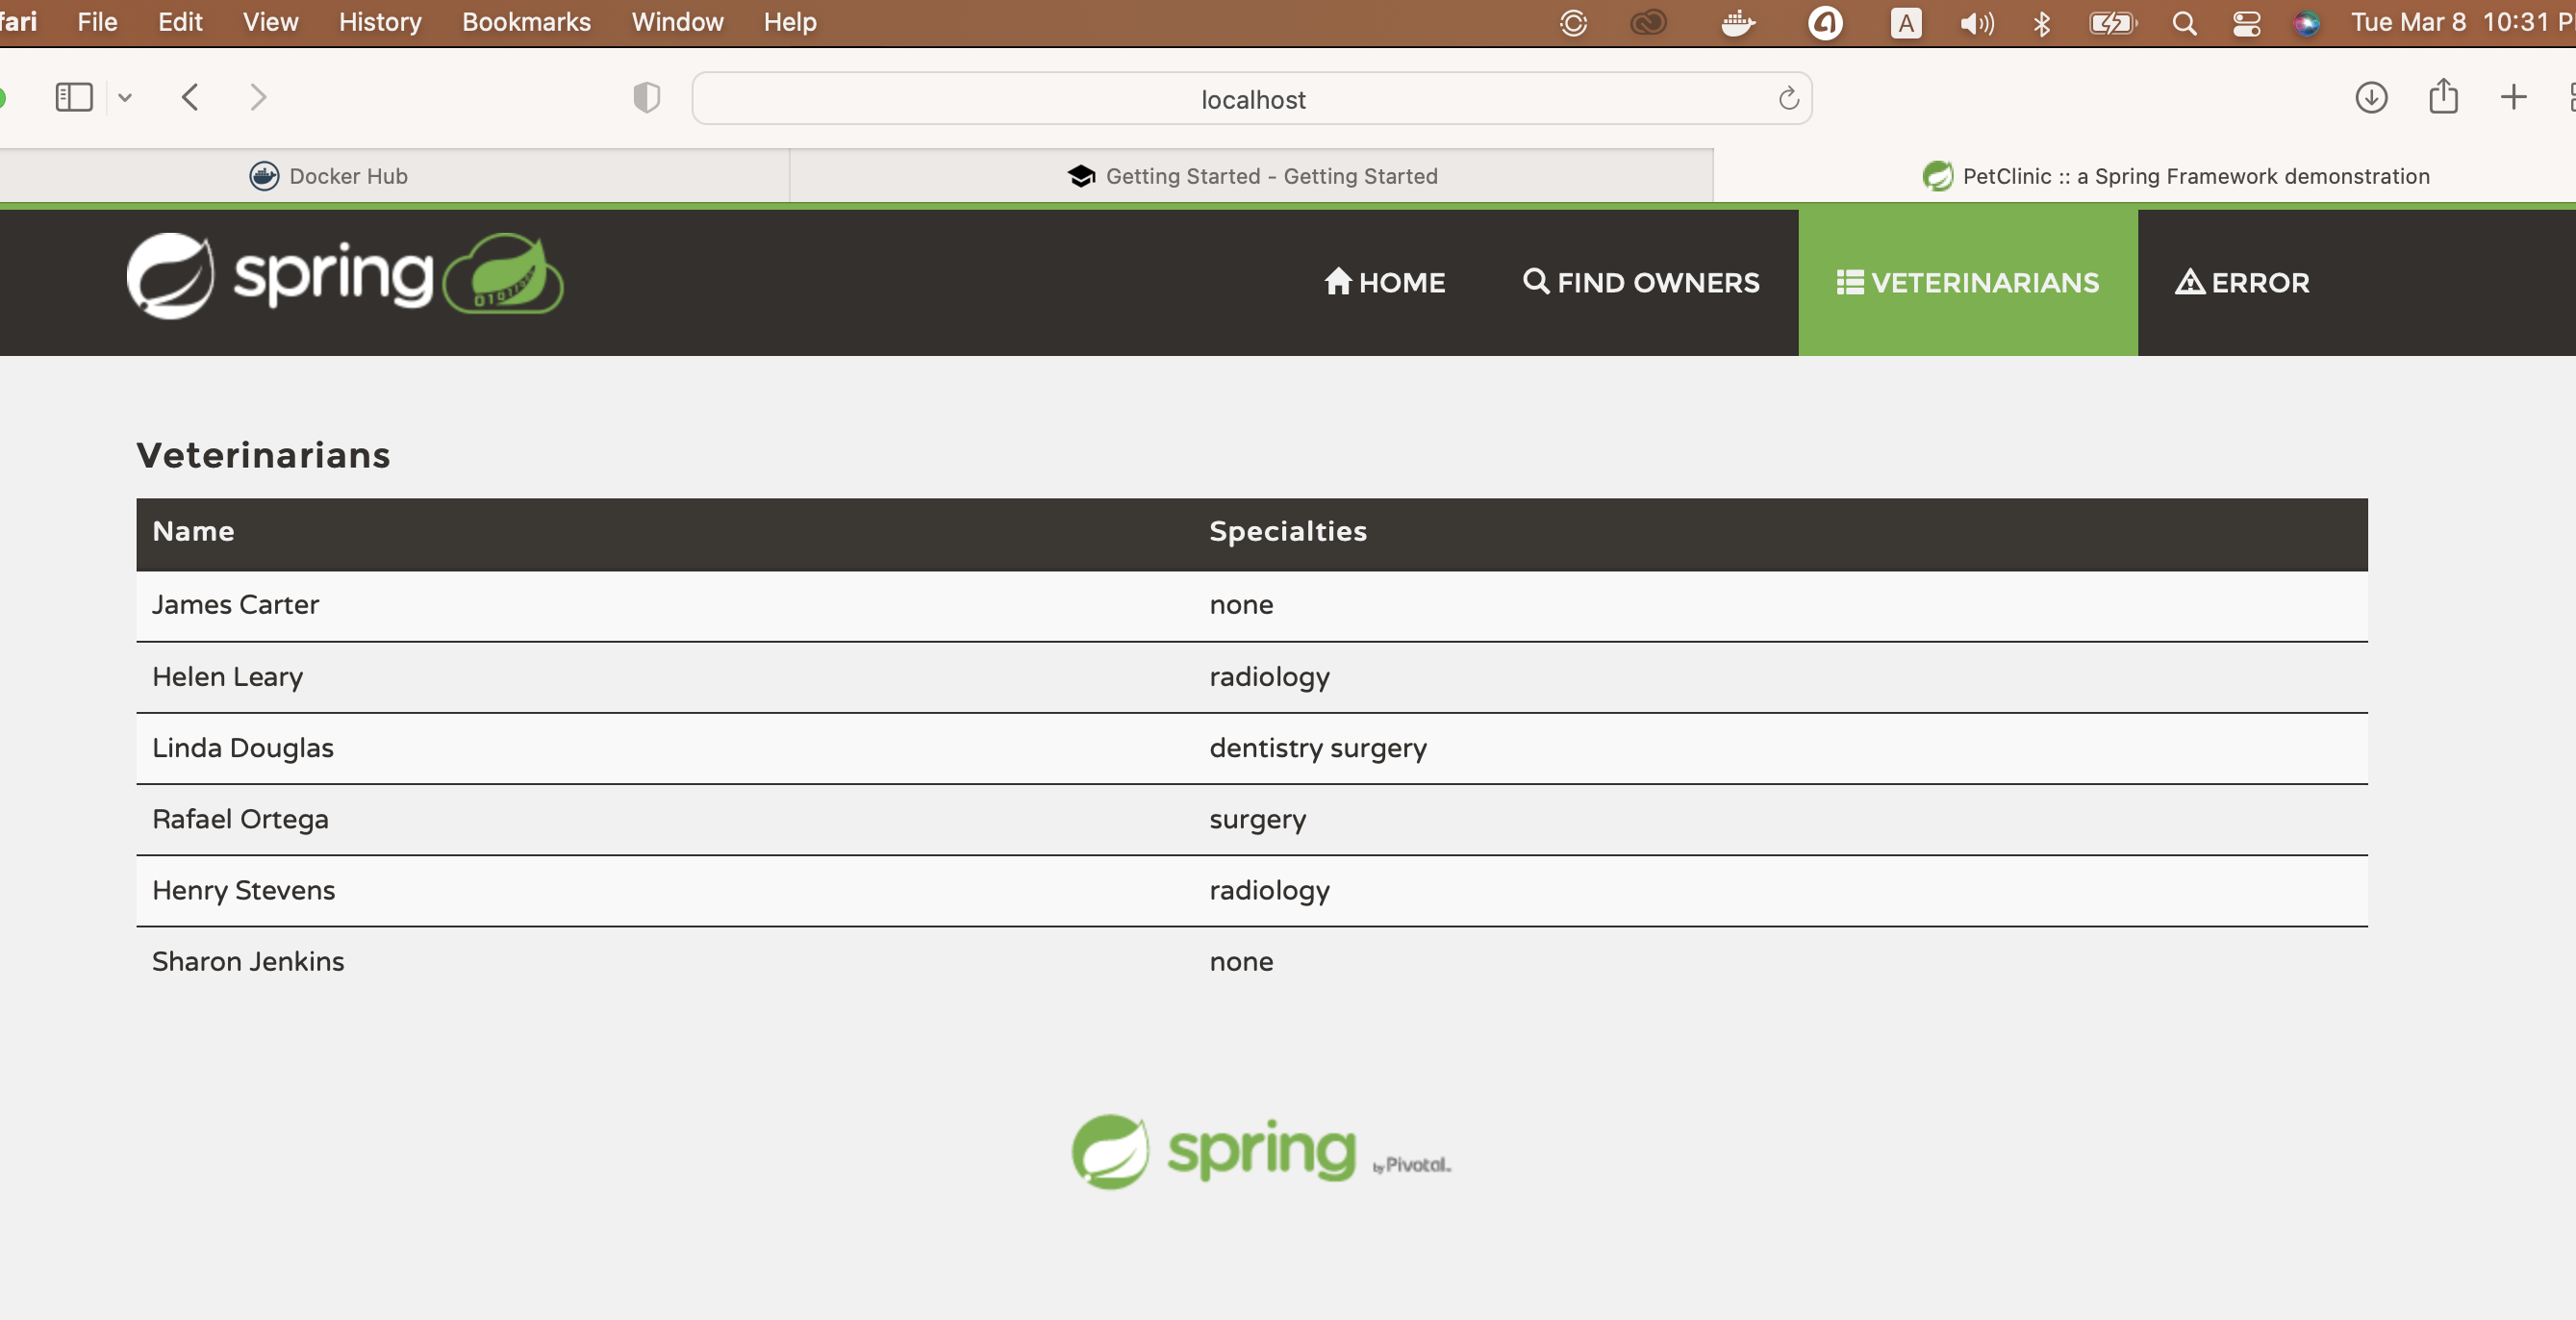 fari File Edit View History Bookmarks Window Help A Tue Mar 8 10:31 P
localhost
Docker Hub Getting Started - Getting Started PetClinic :: a Spring Framework demonstration
spring HOME FIND OWNERS VETERINARIANS ERROR
Veterinarians
Name Specialties
James Carter none
Helen Leary radiology
Linda Douglas dentistry surgery
Rafael Ortega surgery
Henry Stevens radiology
Sharon Jenkins none
spring by Pivotal